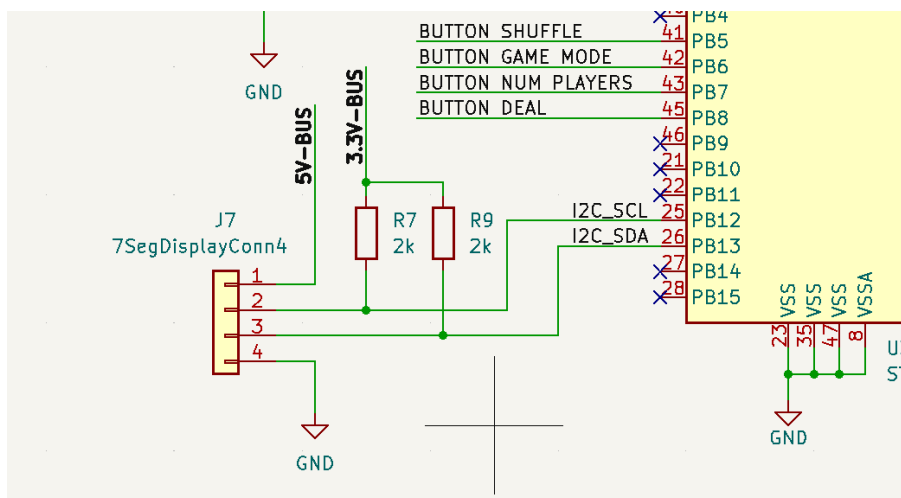 PB4
BUTTON SHUFFLE 41 PB5
BUTTON GAME MODE 42 PB6
BUTTON NUM PLAYERS 43 PB7
BUTTON DEAL 45 PB8
46 PB9
21 PB10
22 PB11
I2C_SCL 25 PB12
I2C_SDA 26 PB13
27 PB14
28 PB15
GND
5V-BUS
3.3V-BUS
J7
7SegDisplayConn4
R7
2k
R9
2k
1
2
3
4
GND
VSS
VSS
VSS
VSSA
23
35
47
8
GND